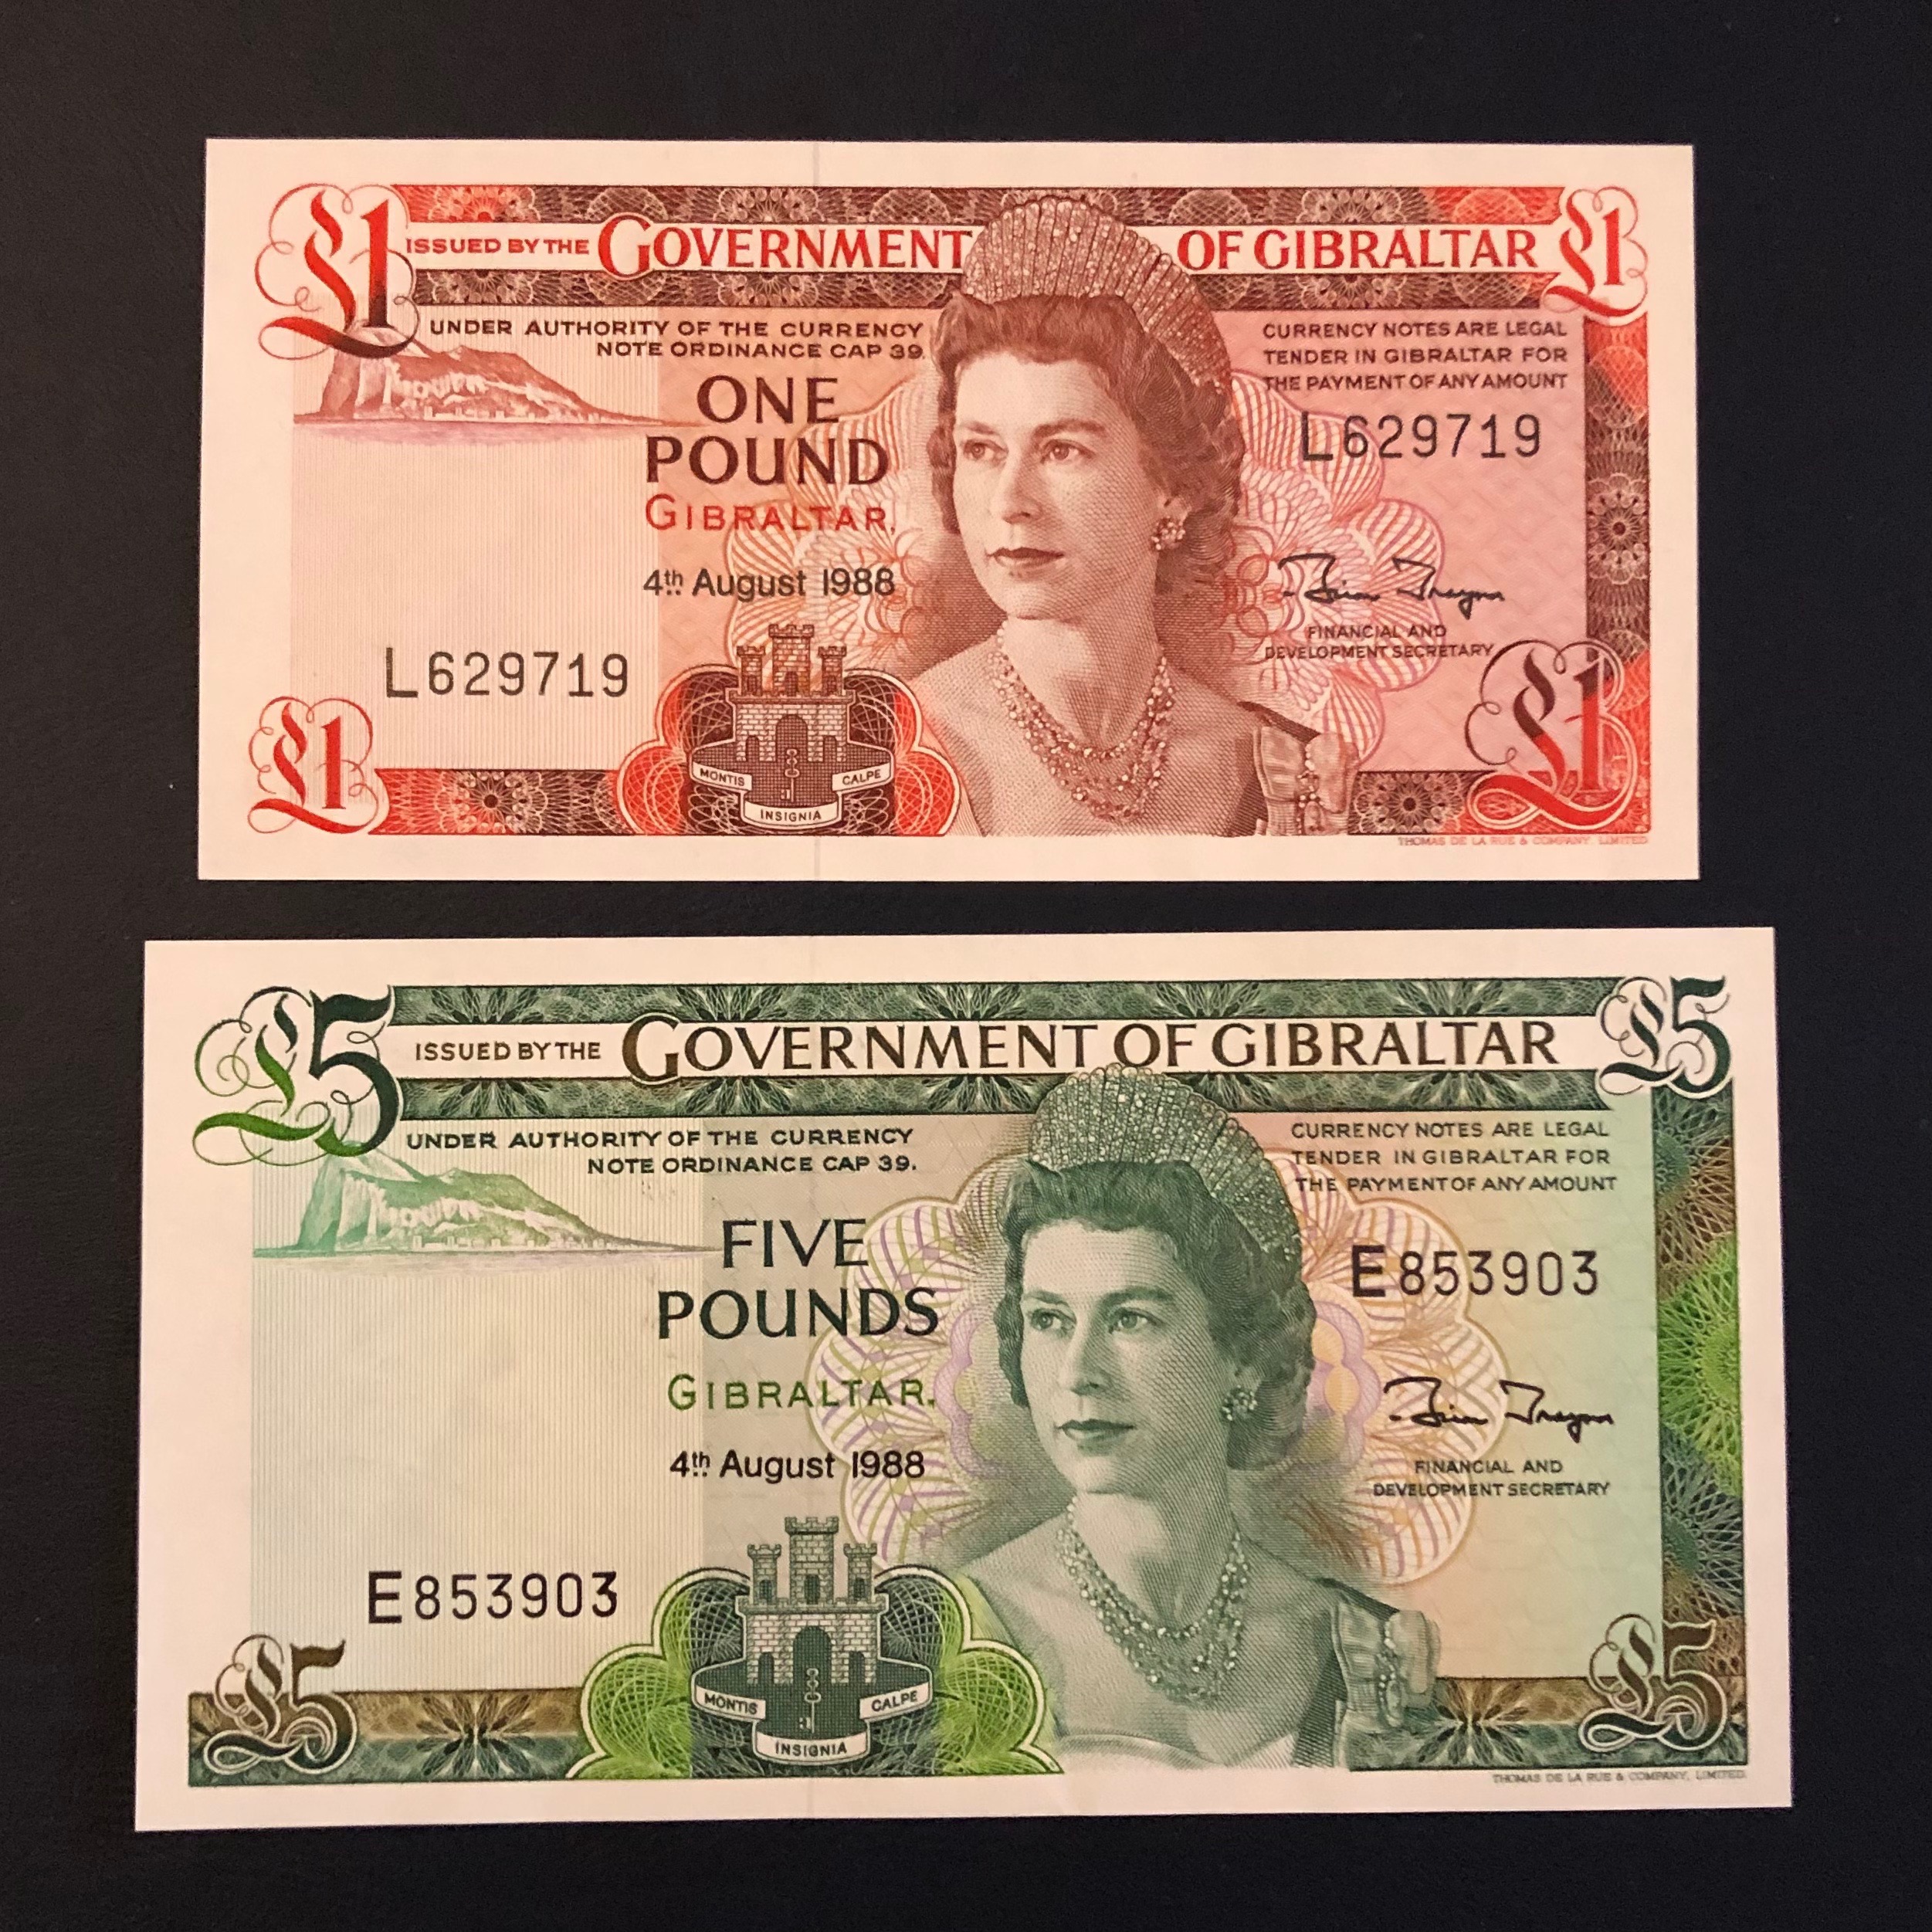 £1 ISSUED BY THE GOVERNMENT OF GIBRALTAR £1
UNDER AUTHORITY OF THE CURRENCY
NOTE ORDINANCE CAP 39.
CURRENCY NOTES ARE LEGAL
TENDER IN GIBRALTAR FOR
THE PAYMENT OF ANY AMOUNT
ONE
POUND
GIBRALTAR.
4th August 1988
L629719
Brian Traynor
FINANCIAL AND
DEVELOPMENT SECRETARY
L629719
MONTIS CALPE
INSIGNIA
£1 £1
THOMAS DE LA RUE & COMPANY, LIMITED
£5 ISSUED BY THE GOVERNMENT OF GIBRALTAR £5
UNDER AUTHORITY OF THE CURRENCY
NOTE ORDINANCE CAP 39.
CURRENCY NOTES ARE LEGAL
TENDER IN GIBRALTAR FOR
THE PAYMENT OF ANY AMOUNT
FIVE
POUNDS
GIBRALTAR.
4th August 1988
E853903
Brian Traynor
FINANCIAL AND
DEVELOPMENT SECRETARY
E853903
MONTIS CALPE
INSIGNIA
£5 £5
THOMAS DE LA RUE & COMPANY, LIMITED